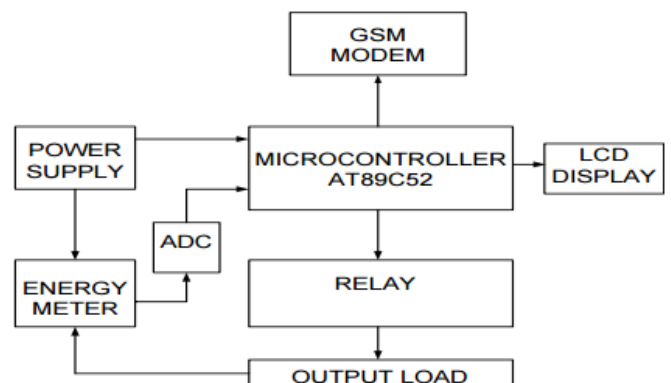 GSM
MODEM
POWER
SUPPLY
MICROCONTROLLER
AT89C52
LCD
DISPLAY
ADC
ENERGY
METER
RELAY
OUTPUT LOAD